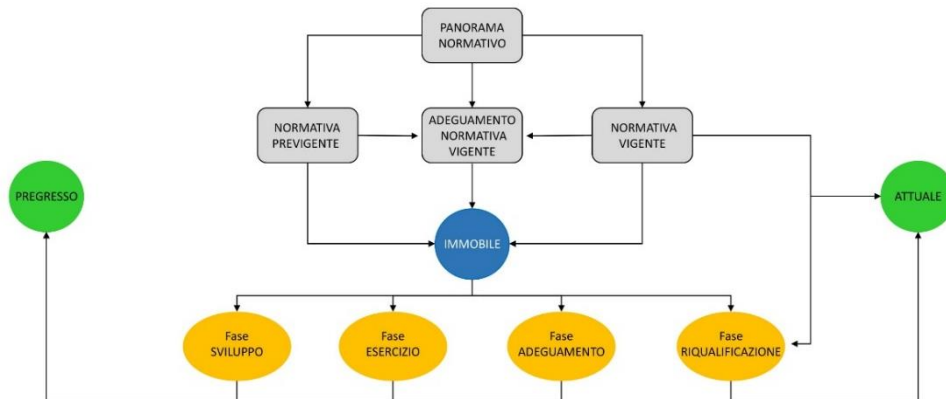 PANORAMA
NORMATIVO
NORMATIVA
PREVIGENTE
ADEGUAMENTO
NORMATIVA
VIGENTE
NORMATIVA
VIGENTE
PREGRESSO
ATTUALE
IMMOBILE
Fase
SVILUPPO
Fase
ESERCIZIO
Fase
ADEGUAMENTO
Fase
RIQUALIFICAZIONE